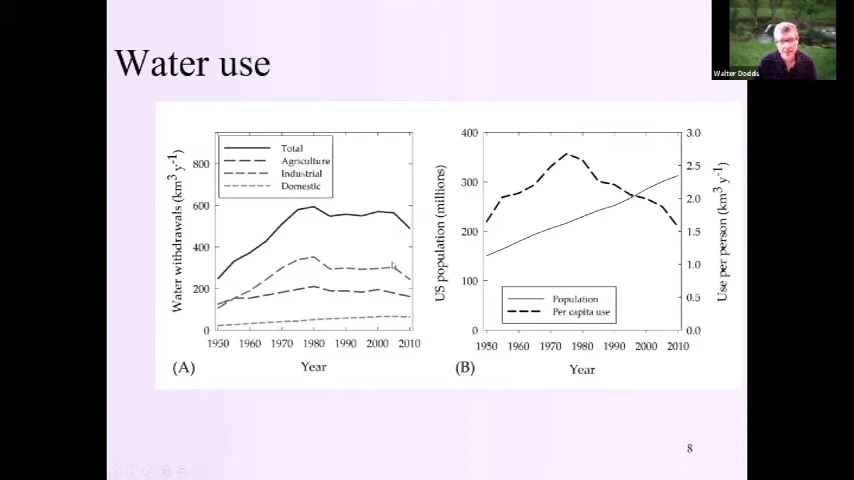 Walter Dodds
Water use
Total
Agriculture
Industrial
Domestic
800
600
400
200
0
Water withdrawals (km3 y-1)
1950 1960 1970 1980 1990 2000 2010
(A)
Year
400
300
200
100
0
US population (millions)
3.0
2.5
2.0
1.5
1.0
0.5
0.0
Use per person (km3 y-1)
Population
Per capita use
1950 1960 1970 1980 1990 2000 2010
(B)
Year
8